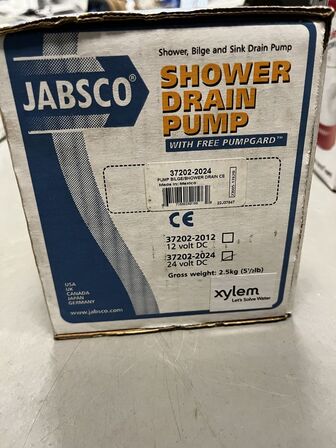 Shower, Bilge and Sink Drain Pump
JABSCO®
SHOWER
DRAIN
PUMP
WITH FREE PUMPGARD™
37202-2024
PUMP BILGE/SHOWER DRAIN CE
Made In: Mexico
CE
37202-2012
12 volt DC
37202-2024
24 volt DC
Gross weight: 2.5kg (5½lb)
USA
UK
CANADA
JAPAN
GERMANY
xylem
Let's Solve Water
www.jabsco.com